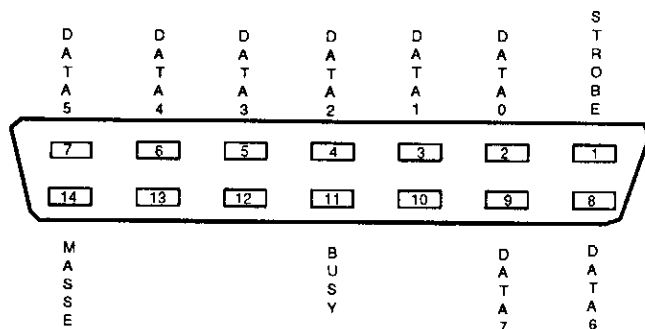 DATA5
DATA4
DATA3
DATA2
DATA1
DATA0
STROBE
7 6 5 4 3 2 1
14 13 12 11 10 9 8
MASSE
BUSY
DATA7
DATA6